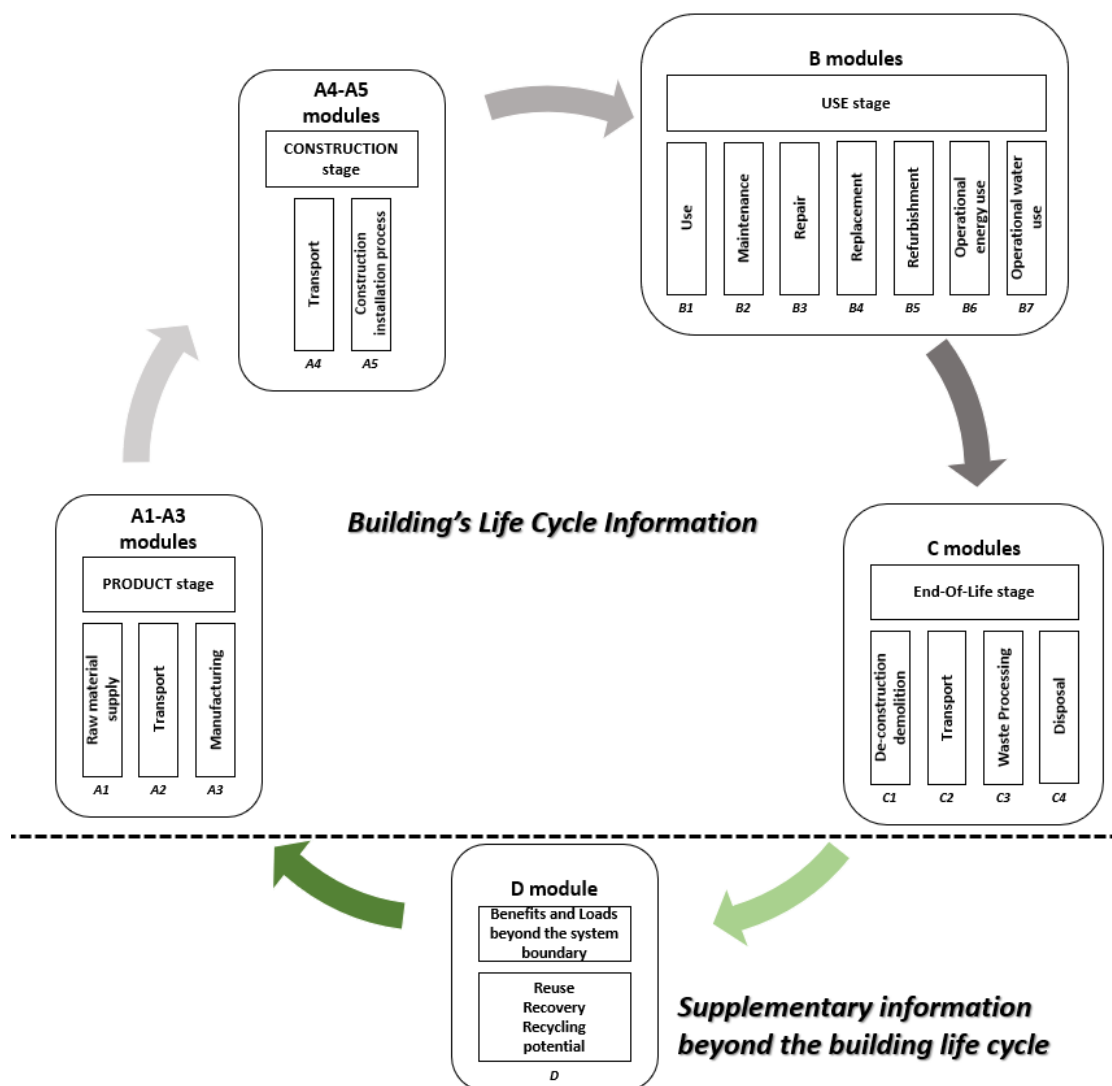 A4-A5
modules
CONSTRUCTION
stage
Transport
Construction
installation process
A4
A5
B modules
USE stage
Use
Maintenance
Repair
Replacement
Refurbishment
Operational
energy use
Operational water
use
B1
B2
B3
B4
B5
B6
B7
A1-A3
modules
PRODUCT stage
Raw material
supply
Transport
Manufacturing
A1
A2
A3
Building’s Life Cycle Information
C modules
End-Of-Life stage
De-construction
demolition
Transport
Waste Processing
Disposal
C1
C2
C3
C4
D module
Benefits and Loads
beyond the system
boundary
Reuse
Recovery
Recycling
potential
D
Supplementary information
beyond the building life cycle